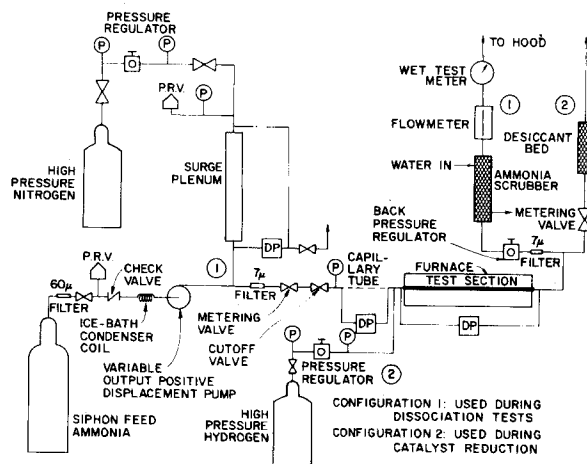 PRESSURE
REGULATOR
P
P
P.R.V.
P
HIGH
PRESSURE
NITROGEN
SURGE
PLENUM
DP
1
TO HOOD
WET TEST
METER
1
2
FLOWMETER
DESICCANT
BED
WATER IN
AMMONIA
SCRUBBER
METERING
VALVE
BACK
PRESSURE
REGULATOR
7μ
FILTER
P.R.V.
60μ
FILTER
CHECK
VALVE
ICE-BATH
CONDENSER
COIL
VARIABLE
OUTPUT POSITIVE
DISPLACEMENT PUMP
7μ
FILTER
METERING
VALVE
CUTOFF
VALVE
P
CAPIL-
LARY
TUBE
FURNACE
TEST SECTION
DP
DP
P
P
PRESSURE
REGULATOR
2
HIGH
PRESSURE
HYDROGEN
SIPHON FEED
AMMONIA
CONFIGURATION 1: USED DURING
DISSOCIATION TESTS
CONFIGURATION 2: USED DURING
CATALYST REDUCTION